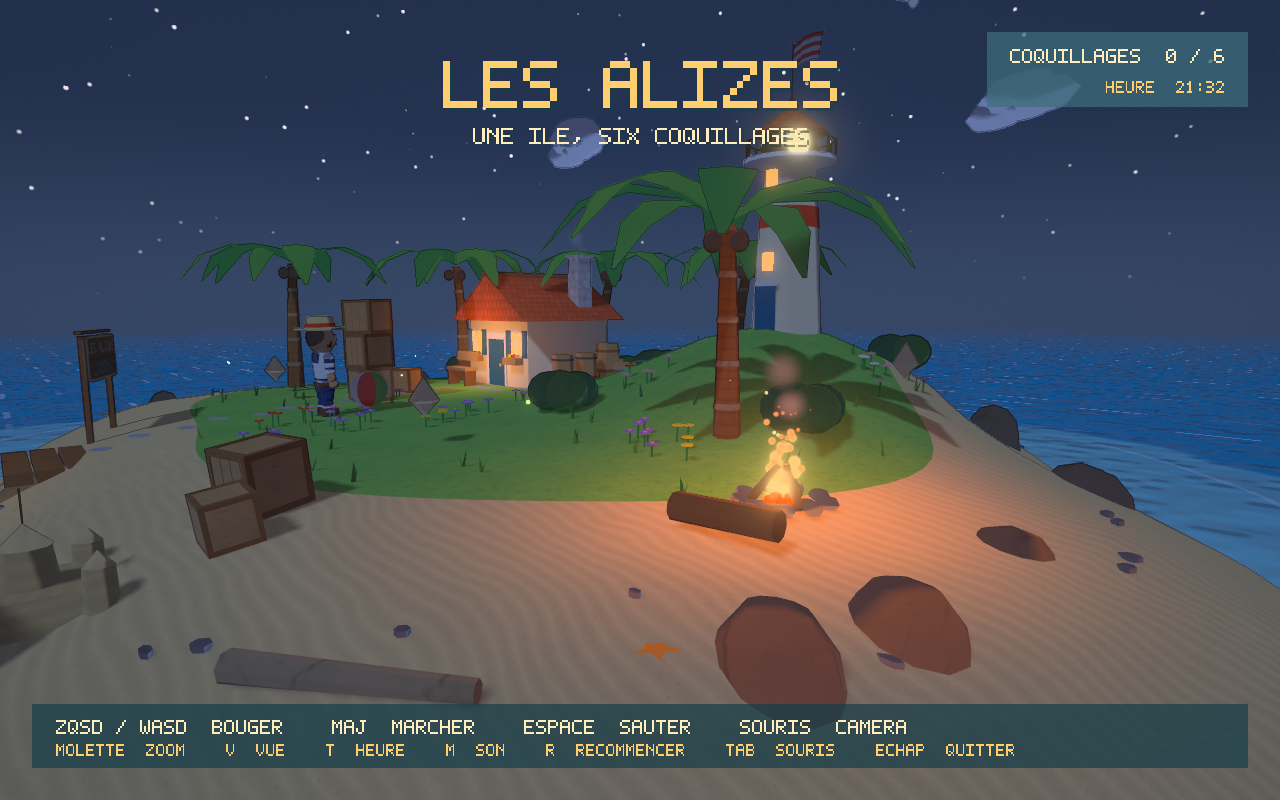 LES ALIZES
UNE ILE, SIX COQUILLAGES
COQUILLAGES 0 / 6
HEURE 21:32
ZQSD / WASD BOUGER MAJ MARCHER ESPACE SAUTER SOURIS CAMERA
MOLETTE ZOOM V VUE T HEURE M SON R RECOMMENCER TAB SOURIS ECHAP QUITTER